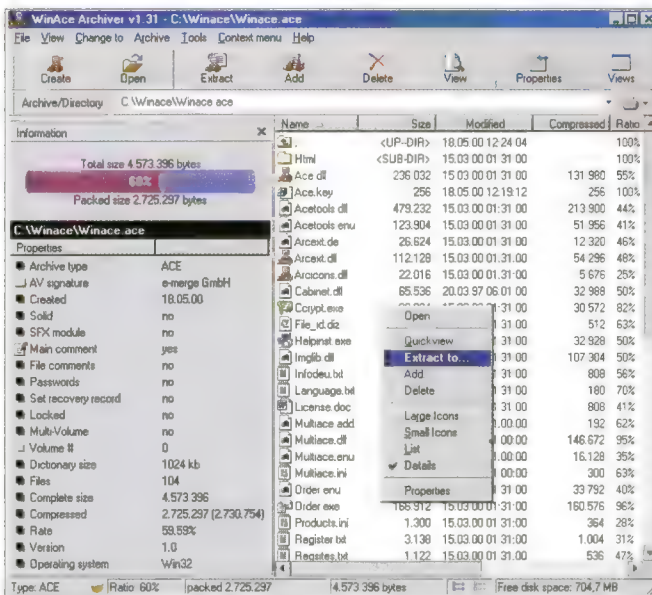 WinAce Archiver v1.31 - C:\Winace\Winace.ace
File View Change to Archive Tools Context menu Help
Create Open Extract Add Delete View Properties Views
Archive/Directory C:\Winace\Winace ace
Information
Total size 4.573.396 bytes
60%
Packed size 2.725.297 bytes
C:\Winace\Winace.ace
Properties
Archive type ACE
AV signature e-merge GmbH
Created 18.05.00
Solid no
SFX module no
Main comment yes
File comments no
Passwords no
Set recovery record no
Locked no
Multi-Volume no
Volume # 0
Dictionary size 1024 kb
Files 104
Complete size 4.573 396
Compressed 2.725.297 (2.730.754)
Rate 59.59%
Version 1.0
Operating system Win32
Name Size Modified Compressed Ratio
. <UP--DIR> 18.05 00 12:24 04 100%
Html <SUB-DIR> 15.03 00 01 31 00 100%
Ace dll 236 032 15 03 00 01 31 00 131 980 55%
Ace.key 256 18.05 00 12.19.12 256 100%
Acetools dll 479.232 15.03 00 01:31 00 213 900 44%
Acetools enu 123.904 15.03 00 01 31:00 51 956 41%
Arcext.de 26.624 15.03 00 01 31 00 12 320 46%
Arcext.dll 112.128 15.03 00 01 31 00 54 296 48%
Arcicons.dll 22.016 15 03 00 01.31.00 5 676 25%
Cabinet.dll 65.536 20.03 97 06.01 00 32 988 50%
Ccrypt.exe 31:00 30 572 82%
File_id.diz 31 00 512 63%
Helpinst exe 31.00 32 928 50%
Imglib dll 31 00 107 304 50%
Infodeu.txt 31 00 808 56%
Language.txt 31 00 180 70%
License.doc 31 00 808 41%
Multiace add 00.00 192 62%
Multiace.dll 00:00 146.672 95%
Multiace.enu 00.00 16.128 35%
Multiace.ini 00:00 300 63%
Order enu 31 00 33 792 40%
Order exe 166 912 15.03.00 01 31:00 160.576 96%
Products.ini 1.300 15.03.00 01 31:00 364 28%
Register txt 3.138 15.03.00 01 31.00 1.004 31%
Regsites.txt 1.122 15.03 00 01 31.00 536 47%
Open
Quickview
Extract to...
Add
Delete
Large Icons
Small Icons
List
Details
Properties
Type: ACE Ratio 60% packed 2.725.297 4.573 396 bytes Free disk space: 704,7 MB